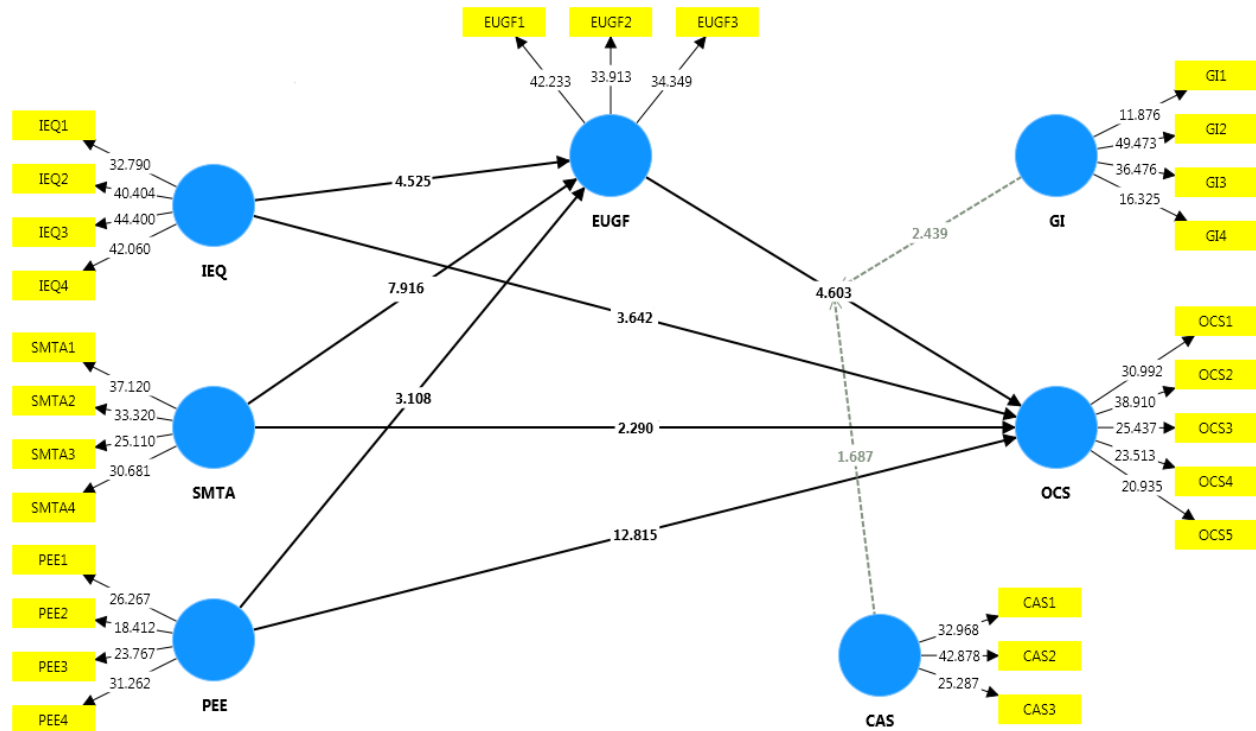 EUGF1
EUGF2
EUGF3
42.233
33.913
34.349
EUGF
IEQ1
IEQ2
IEQ3
IEQ4
32.790
40.404
44.400
42.060
IEQ
SMTA1
SMTA2
SMTA3
SMTA4
37.120
33.320
25.110
30.681
SMTA
PEE1
PEE2
PEE3
PEE4
26.267
18.412
23.767
31.262
PEE
4.525
7.916
3.108
3.642
2.290
12.815
4.603
2.439
1.687
GI
11.876
49.473
36.476
16.325
GI1
GI2
GI3
GI4
OCS
30.992
38.910
25.437
23.513
20.935
OCS1
OCS2
OCS3
OCS4
OCS5
CAS
32.968
42.878
25.287
CAS1
CAS2
CAS3